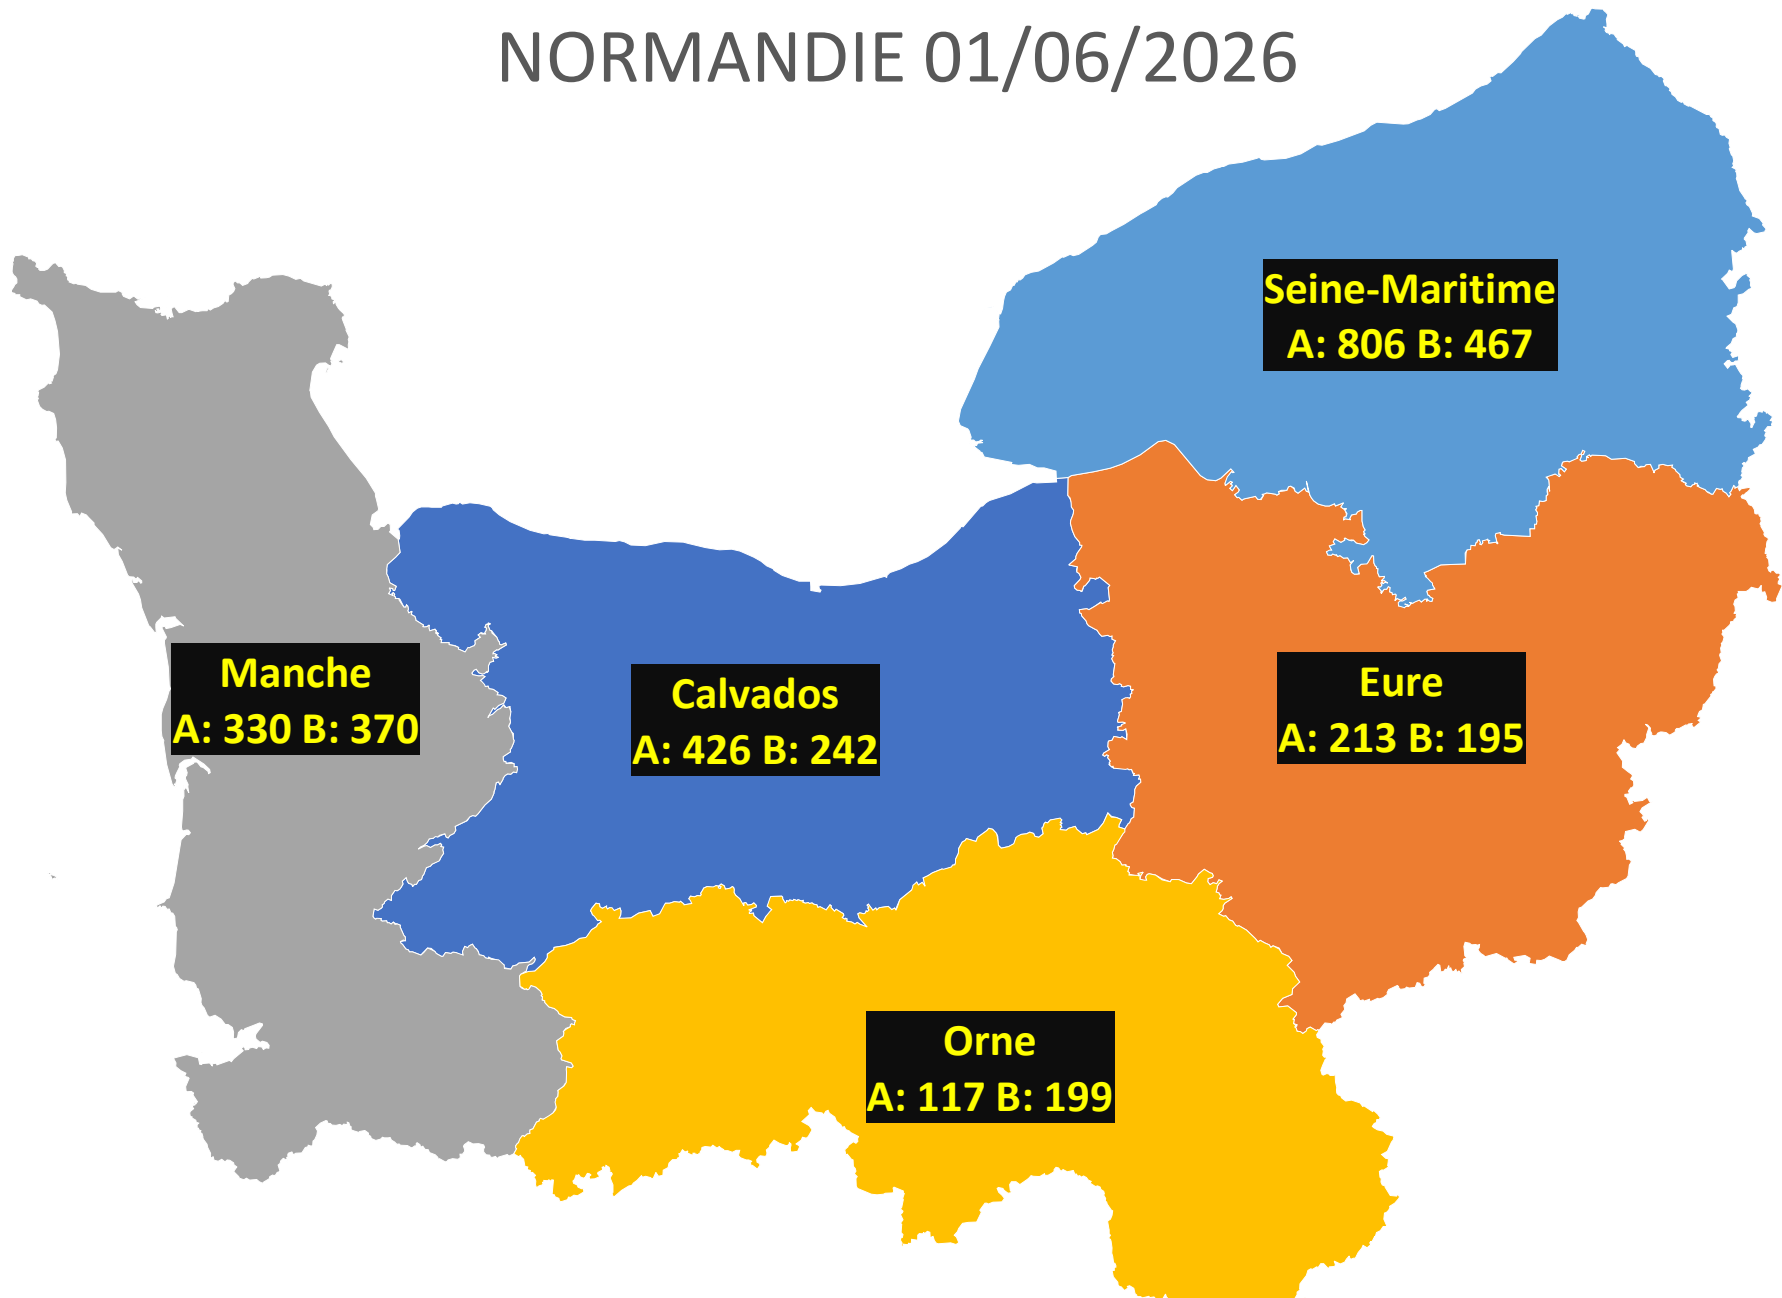 NORMANDIE 01/06/2026
Seine-Maritime
A: 806 B: 467
Manche
A: 330 B: 370
Calvados
A: 426 B: 242
Eure
A: 213 B: 195
Orne
A: 117 B: 199